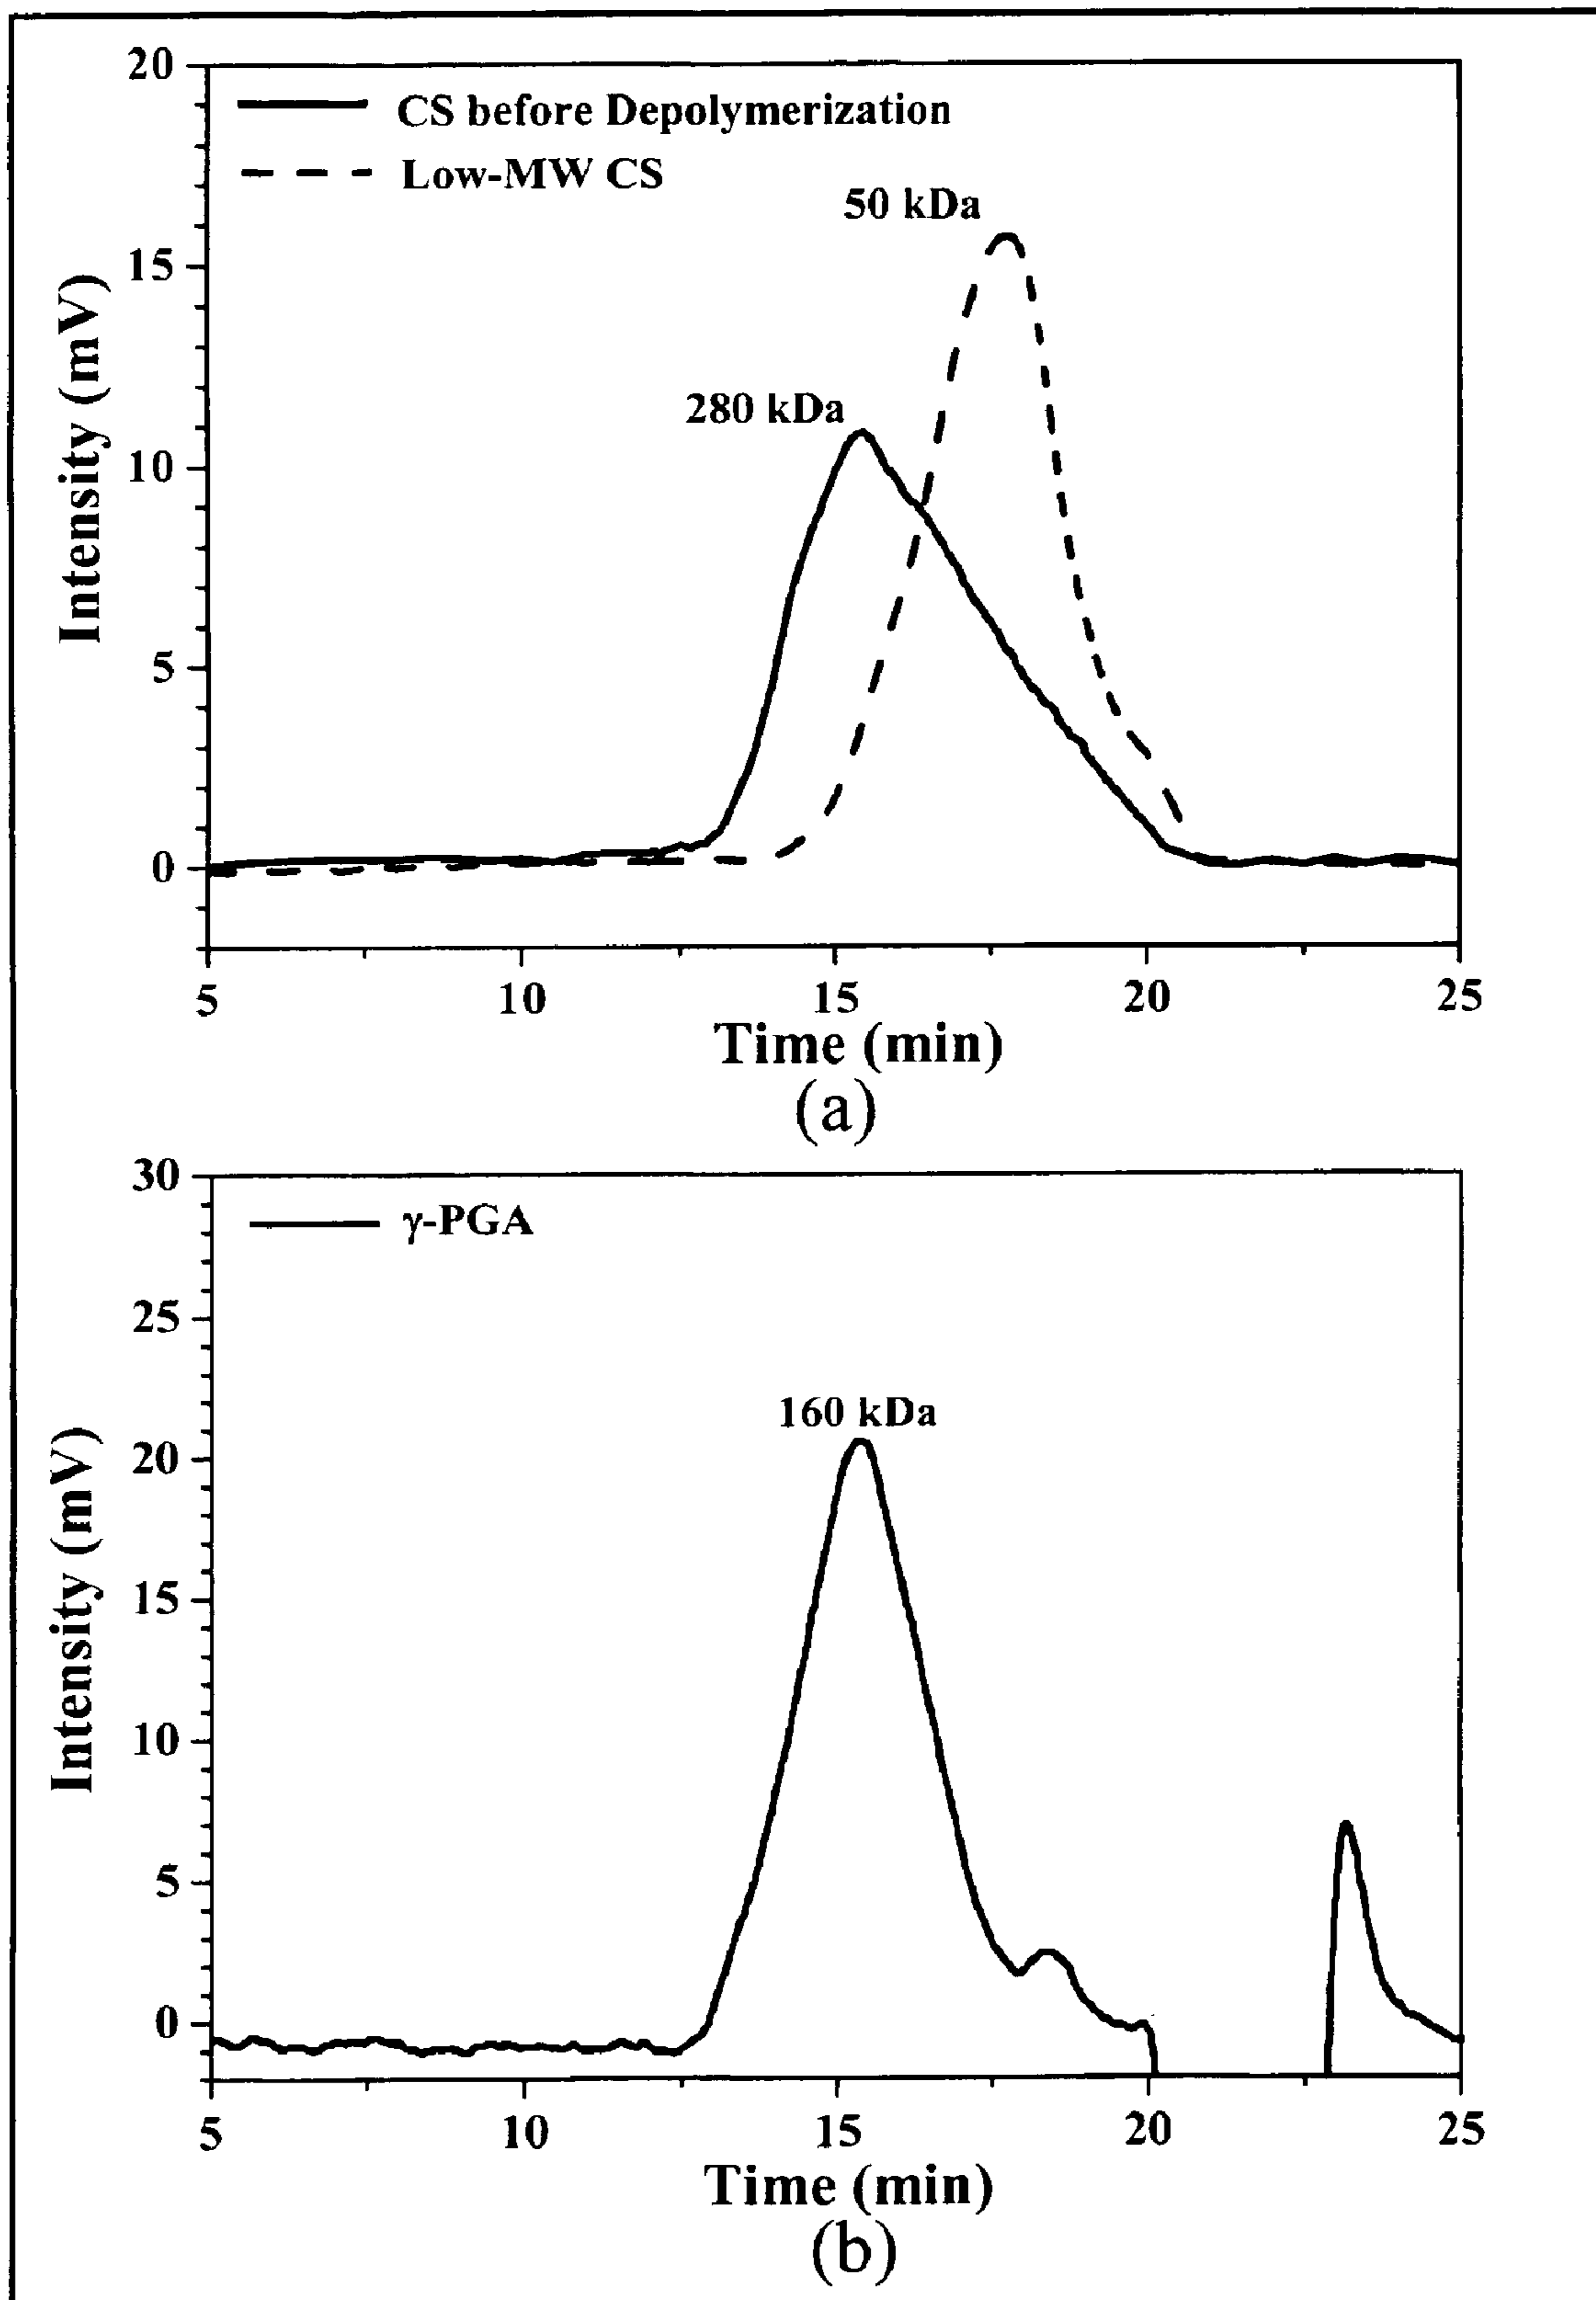 20
CS before Depolymerization
Low-MW CS
50 kDa
15
280 kDa
10
5
0
Intensity (mV)
5 10 15 20 25
Time (min)
(a)
30
γ-PGA
25
160 kDa
20
15
10
5
0
Intensity (mV)
5 10 15 20 25
Time (min)
(b)